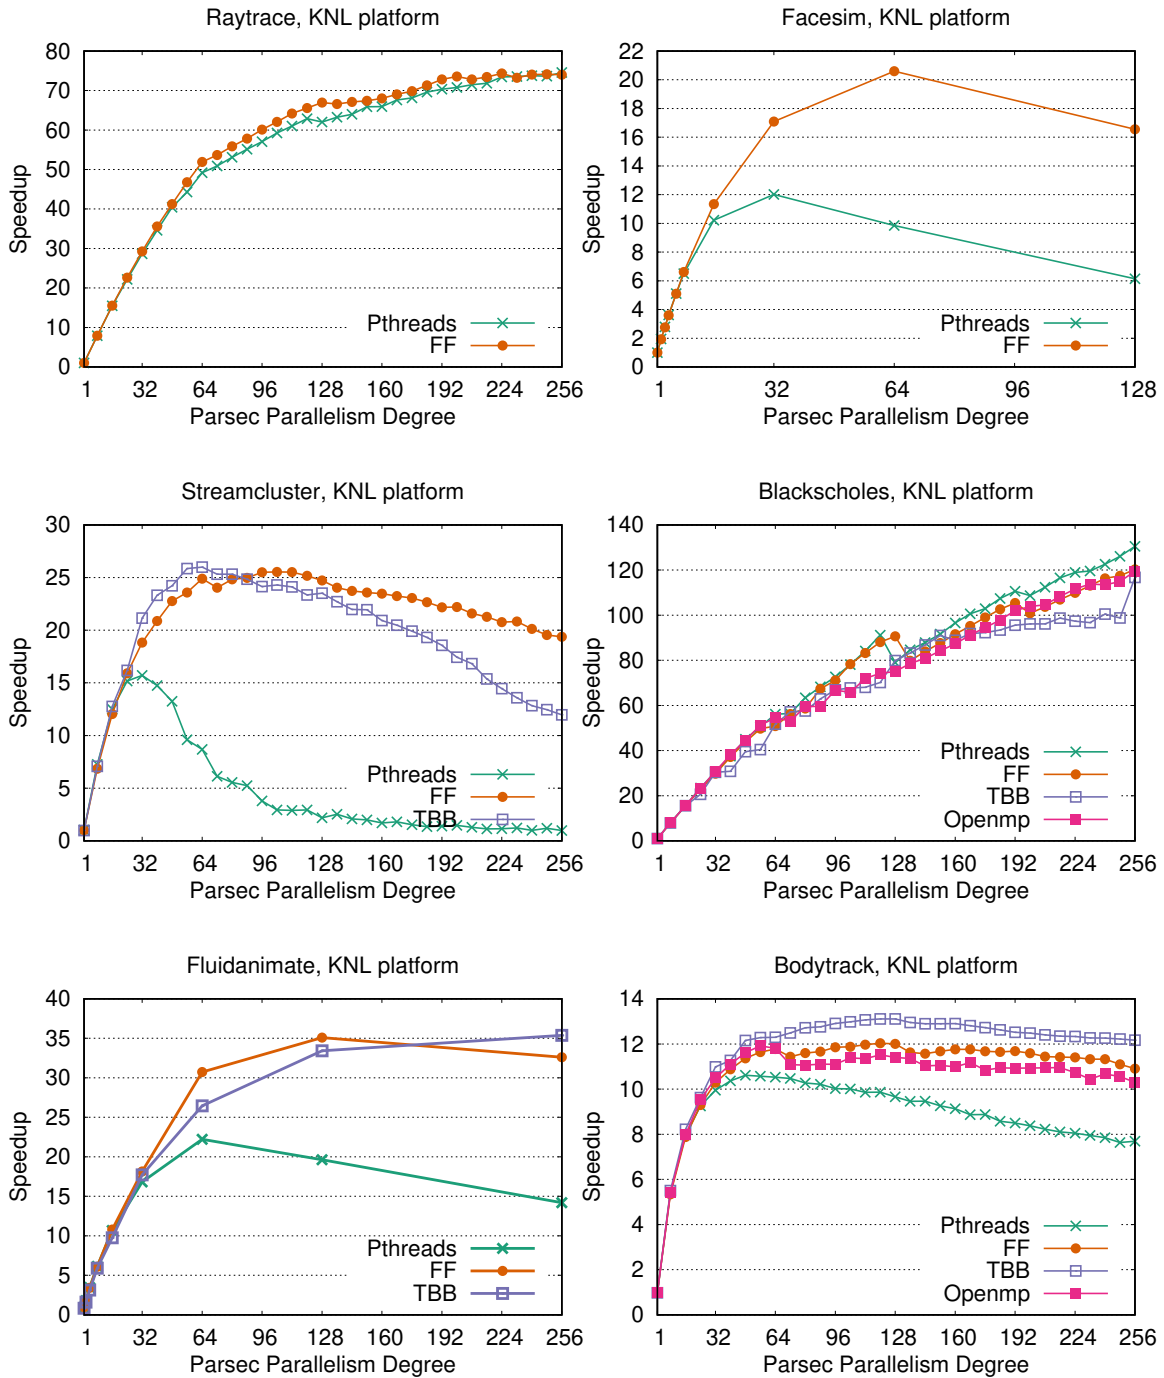 Raytrace, KNL platform
80
70
60
50
40
30
20
10
0
Speedup
Pthreads
FF
1 32 64 96 128 160 192 224 256
Parsec Parallelism Degree
Facesim, KNL platform
22
20
18
16
14
12
10
8
6
4
2
0
Speedup
Pthreads
FF
1 32 64 96 128
Parsec Parallelism Degree
Streamcluster, KNL platform
30
25
20
15
10
5
0
Speedup
Pthreads
FF
TBB
1 32 64 96 128 160 192 224 256
Parsec Parallelism Degree
Blackscholes, KNL platform
140
120
100
80
60
40
20
0
Speedup
Pthreads
FF
TBB
Openmp
1 32 64 96 128 160 192 224 256
Parsec Parallelism Degree
Fluidanimate, KNL platform
40
35
30
25
20
15
10
5
0
Speedup
Pthreads
FF
TBB
1 32 64 96 128 160 192 224 256
Parsec Parallelism Degree
Bodytrack, KNL platform
14
12
10
8
6
4
2
0
Speedup
Pthreads
FF
TBB
Openmp
1 32 64 96 128 160 192 224 256
Parsec Parallelism Degree